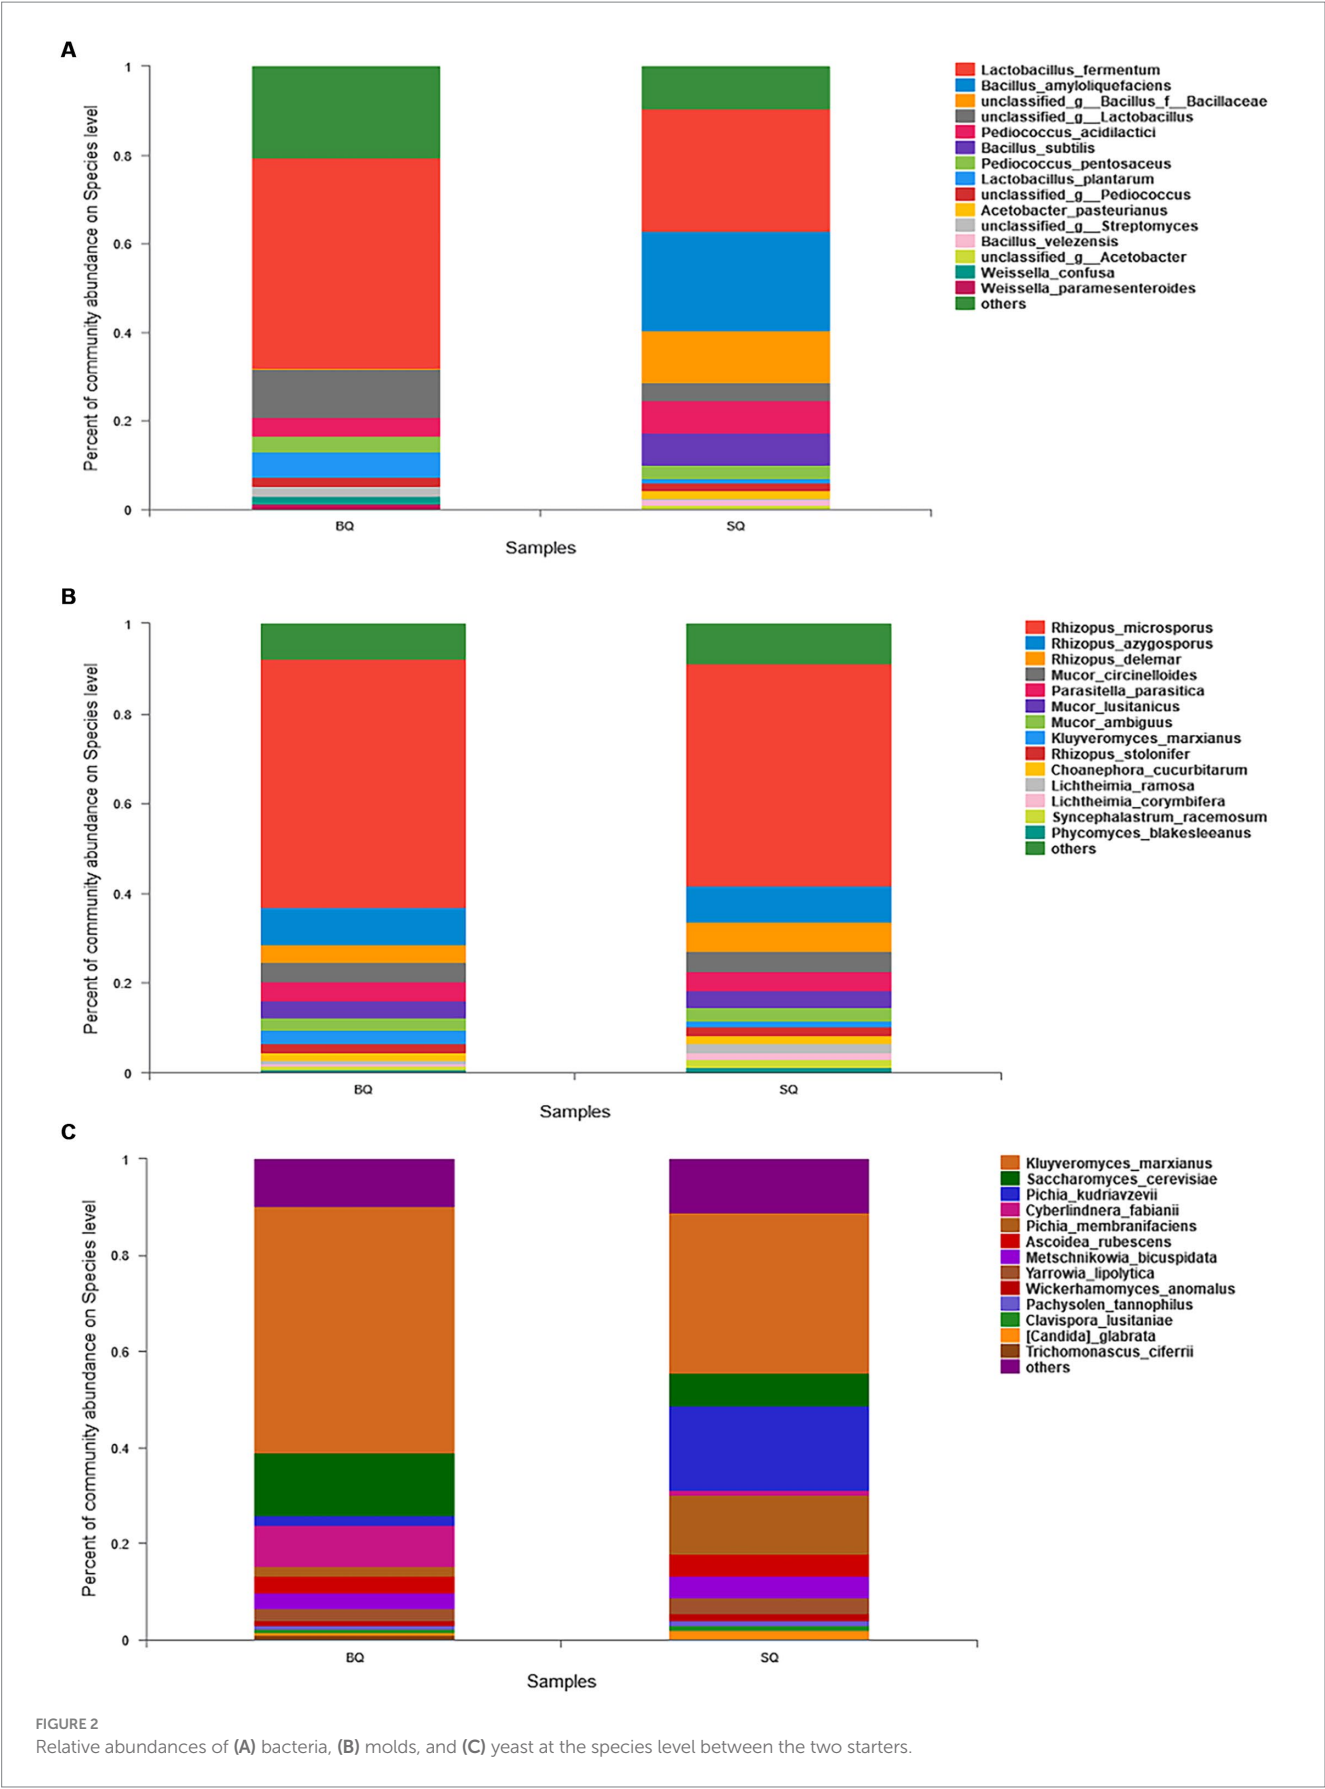 A
Percent of community abundance on Species level
1
0.8
0.6
0.4
0.2
0
BQ
SQ
Samples
Lactobacillus_fermentum
Bacillus_amyloliquefaciens
unclassified_g__Bacillus_f__Bacillaceae
unclassified_g__Lactobacillus
Pediococcus_acidilactici
Bacillus_subtilis
Pediococcus_pentosaceus
Lactobacillus_plantarum
unclassified_g__Pediococcus
Acetobacter_pasteurianus
unclassified_g__Streptomyces
Bacillus_velezensis
unclassified_g__Acetobacter
Weissella_confusa
Weissella_paramesenteroides
others
B
Percent of community abundance on Species level
1
0.8
0.6
0.4
0.2
0
BQ
SQ
Samples
Rhizopus_microsporus
Rhizopus_azygosporus
Rhizopus_delemar
Mucor_circinelloides
Parasitella_parasitica
Mucor_lusitanicus
Mucor_ambiguus
Kluyveromyces_marxianus
Rhizopus_stolonifer
Choanephora_cucurbitarum
Lichtheimia_ramosa
Lichtheimia_corymbifera
Syncephalastrum_racemosum
Phycomyces_blakesleeanus
others
C
Percent of community abundance on Species level
1
0.8
0.6
0.4
0.2
0
BQ
SQ
Samples
Kluyveromyces_marxianus
Saccharomyces_cerevisiae
Pichia_kudriavzevii
Cyberlindnera_fabianii
Pichia_membranifaciens
Ascoidea_rubescens
Metschnikowia_bicuspidata
Yarrowia_lipolytica
Wickerhamomyces_anomalus
Pachysolen_tannophilus
Clavispora_lusitaniae
[Candida]_glabrata
Trichomonascus_ciferrii
others
FIGURE 2
Relative abundances of (A) bacteria, (B) molds, and (C) yeast at the species level between the two starters.